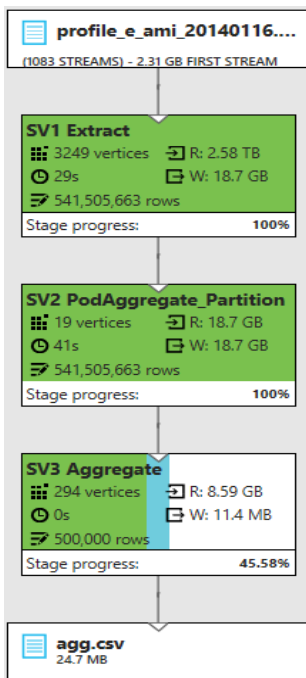 profile_e_ami_20140116....
(1083 STREAMS) - 2.31 GB FIRST STREAM
SV1 Extract
3249 vertices R: 2.58 TB
29s W: 18.7 GB
541,505,663 rows
Stage progress: 100%
SV2 PodAggregate_Partition
19 vertices R: 18.7 GB
41s W: 18.7 GB
541,505,663 rows
Stage progress: 100%
SV3 Aggregate
294 vertices R: 8.59 GB
0s W: 11.4 MB
500,000 rows
Stage progress: 45.58%
agg.csv
24.7 MB